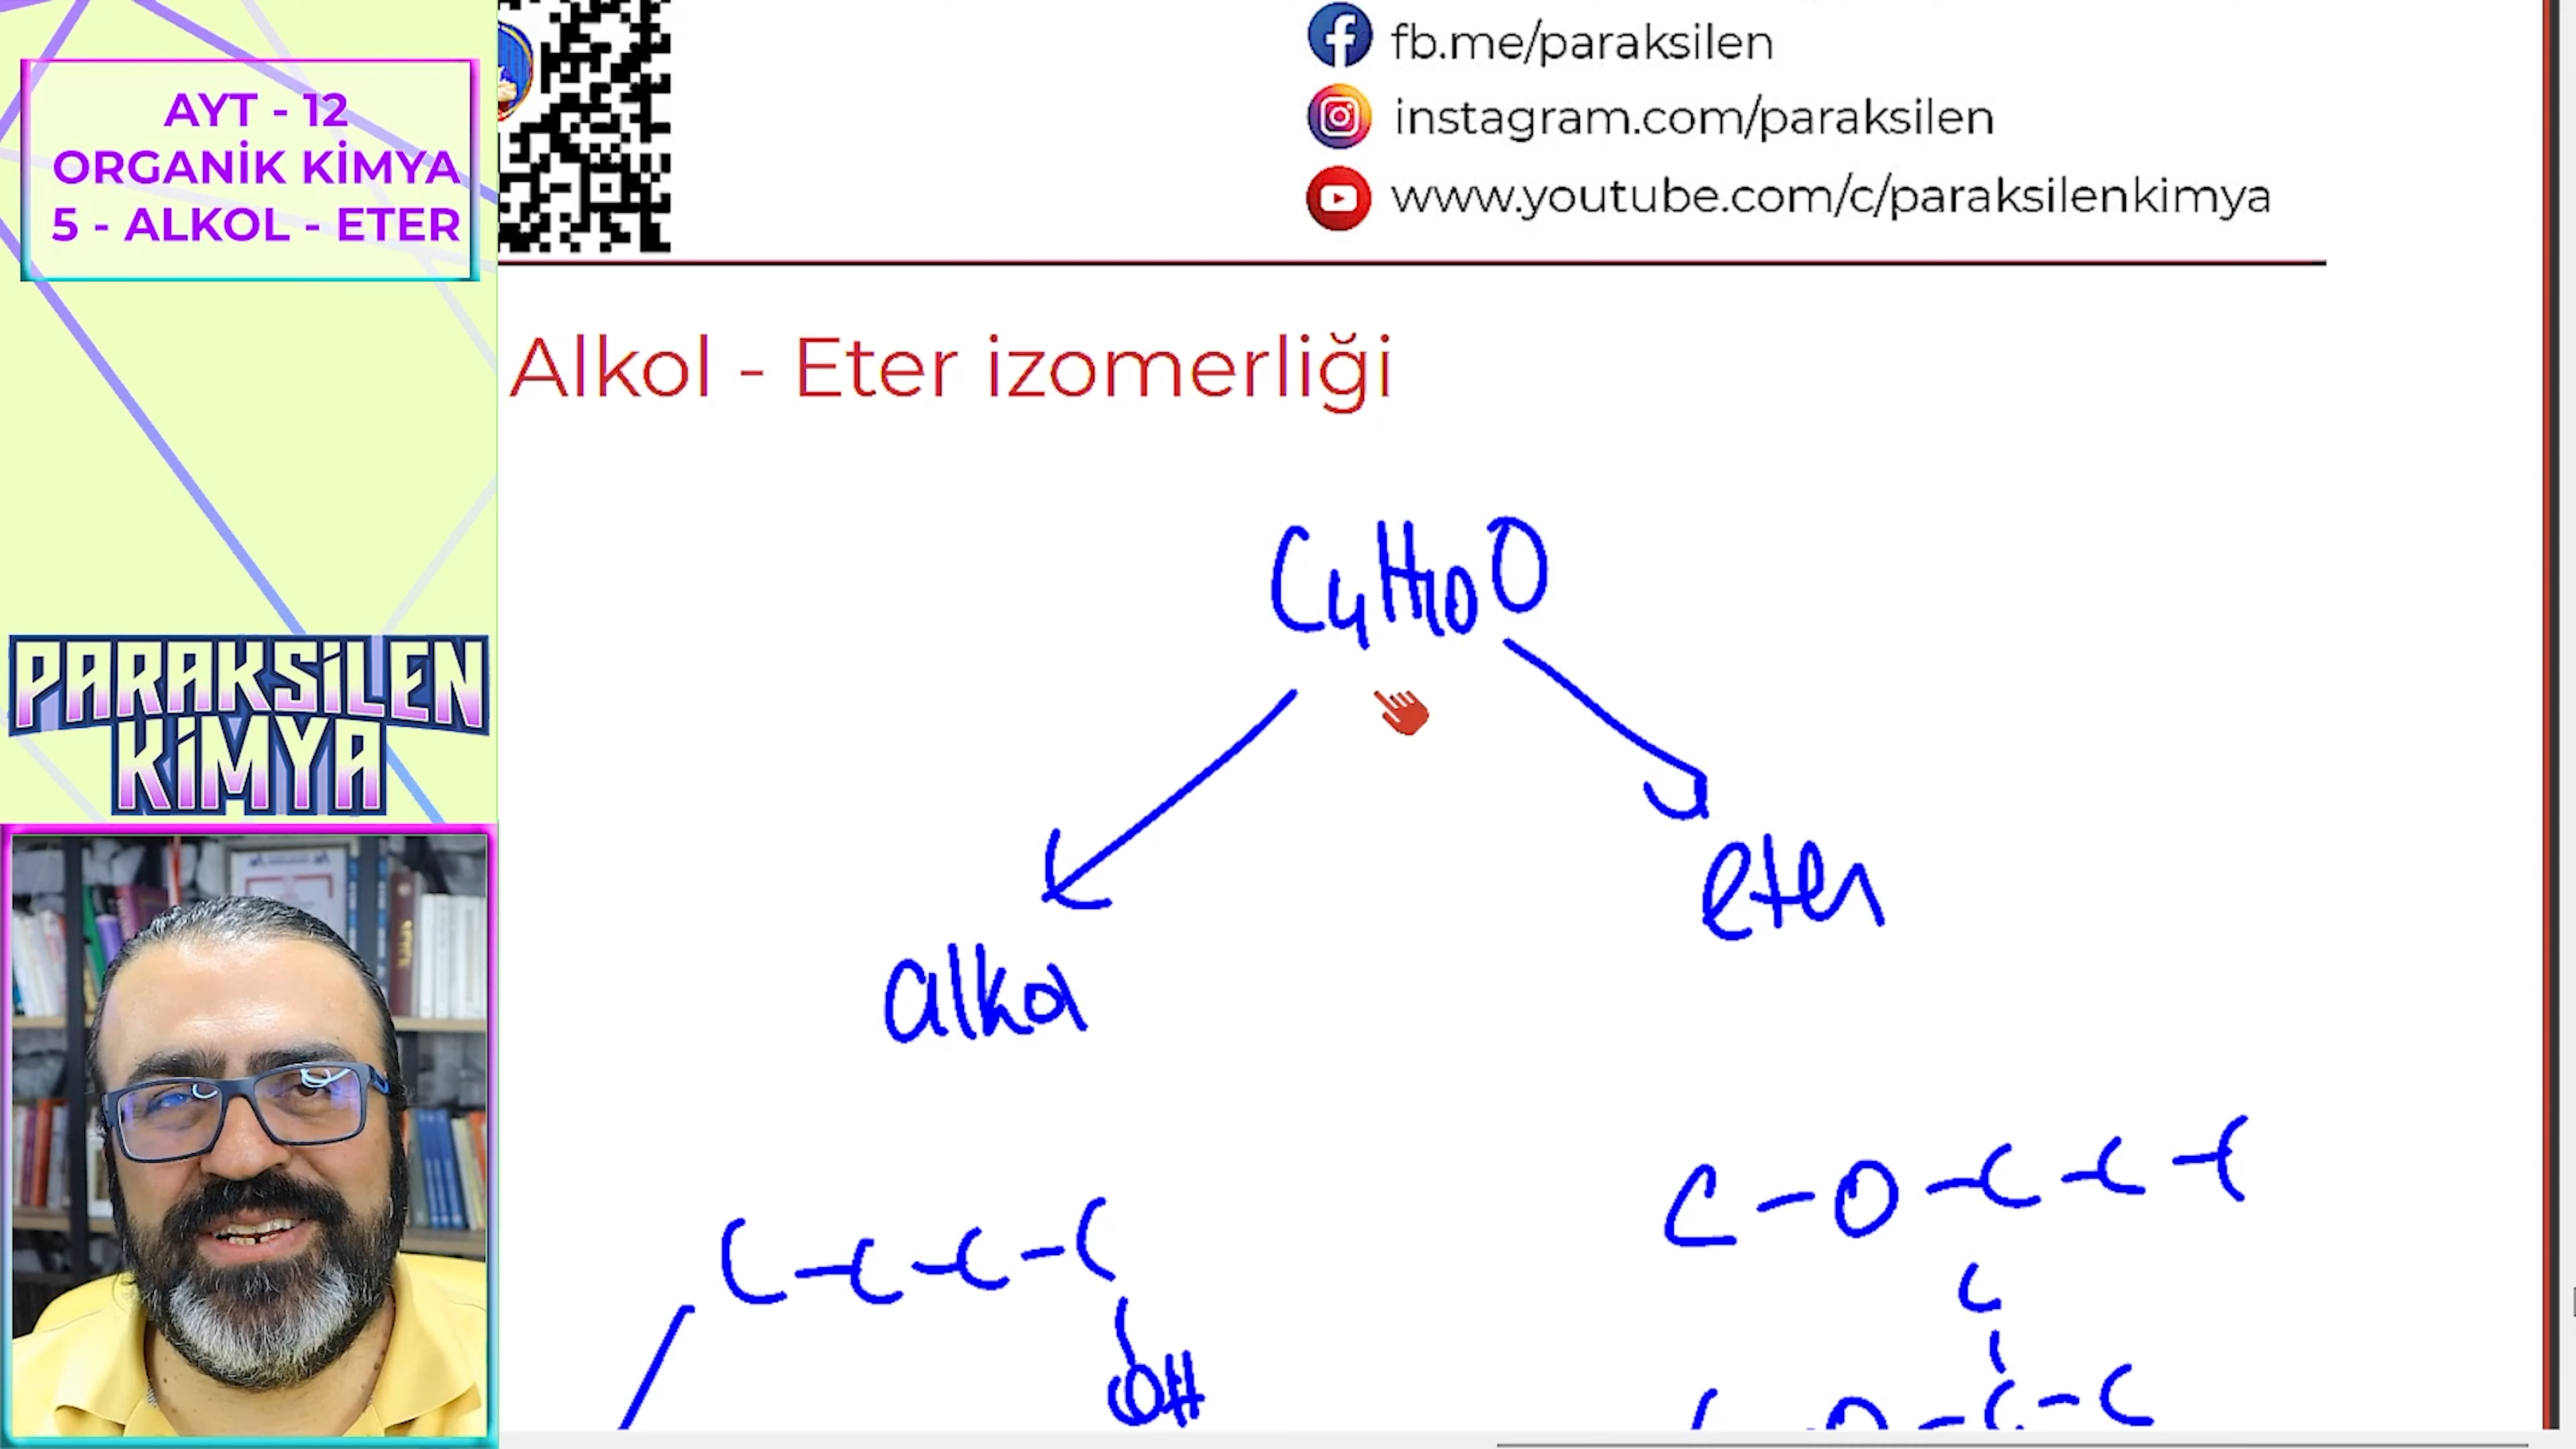 AYT - 12
ORGANİK KİMYA
5 - ALKOL - ETER
PARAKSİLEN
KİMYA
fb.me/paraksilen
instagram.com/paraksilen
www.youtube.com/c/paraksilenkimya
Alkol - Eter izomerliği
C4H10O
alkol
eter
C-C-C-C
OH
C-O-C-C-C
C
C-O-C-C